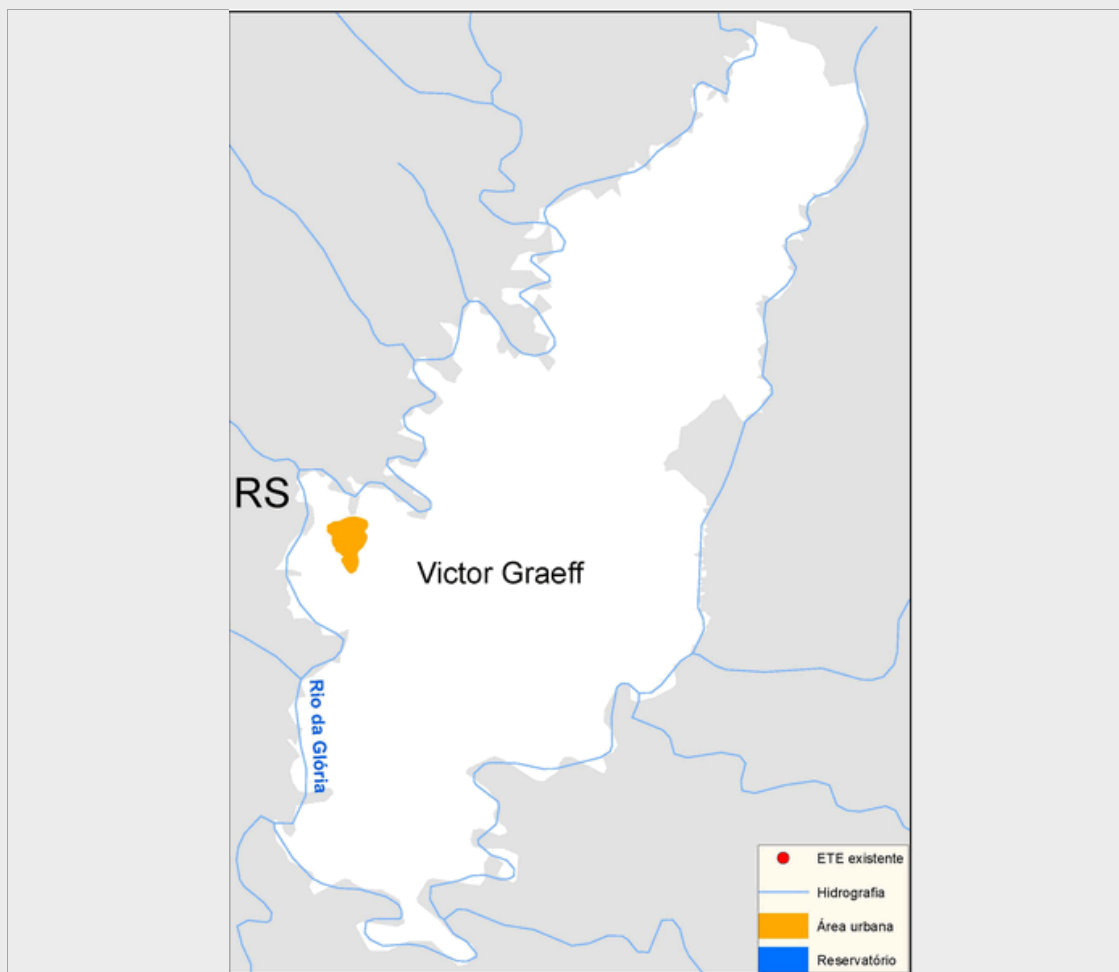 RS
Victor Graeff
Rio da Glória
ETE existente
Hidrografia
Área urbana
Reservatório